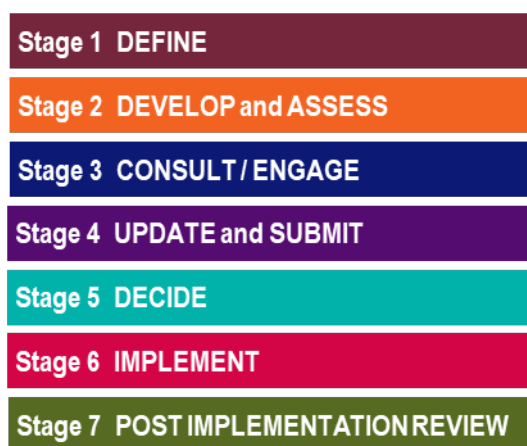 Stage 1 DEFINE
Stage 2 DEVELOP and ASSESS
Stage 3 CONSULT / ENGAGE
Stage 4 UPDATE and SUBMIT
Stage 5 DECIDE
Stage 6 IMPLEMENT
Stage 7 POST IMPLEMENTATION REVIEW